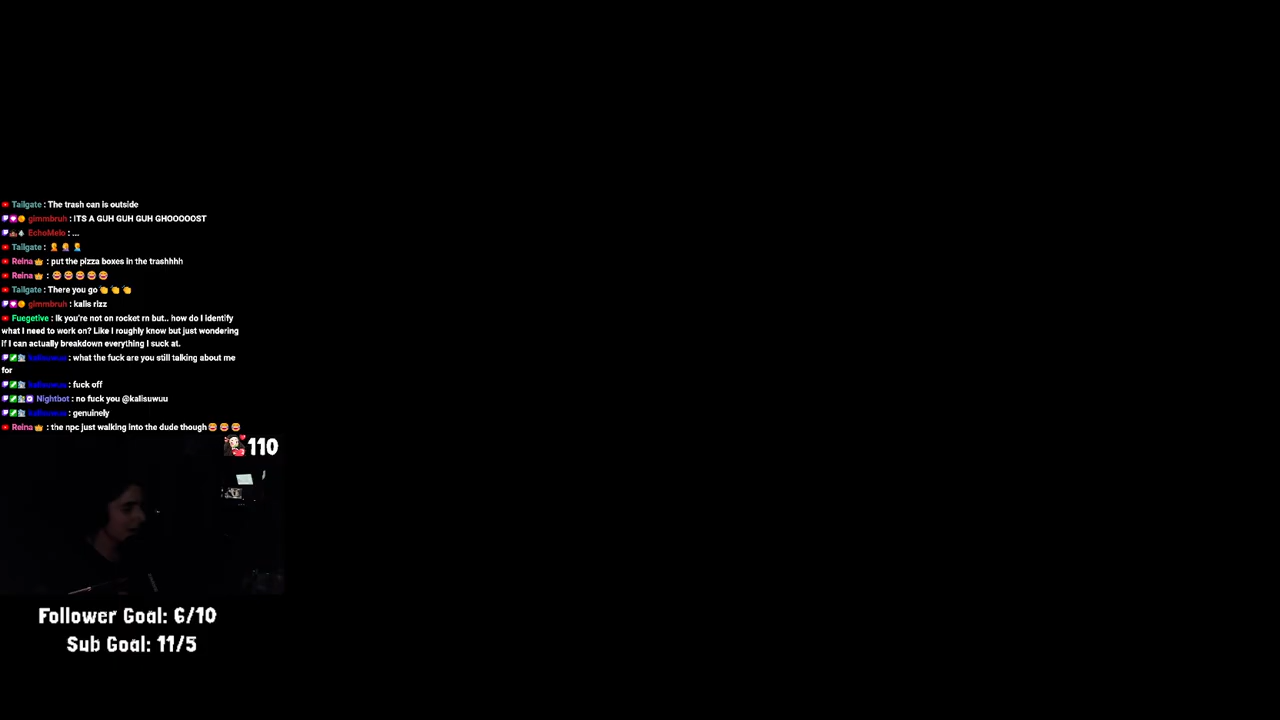 Tailgate : The trash can is outside
gimmbruh : ITS A GUH GUH GUH GHOOOOOST
EchoMelo : ...
Tailgate : 🤦 🤦 🤦
Reina 👑 : put the pizza boxes in the trashhhh
Reina 👑 : 😂 😂 😂 😂 😂
Tailgate : There you go 👏 👏 👏
gimmbruh : kalis rizz
Fuegetive : Ik you're not on rocket rn but.. how do I identify
what I need to work on? Like I roughly know but just wondering
if I can actually breakdown everything I suck at.
kalisuwuu : what the fuck are you still talking about me
for
kalisuwuu : fuck off
Nightbot : no fuck you @kalisuwuu
kalisuwuu : genuinely
Reina 👑 : the npc just walking into the dude though 😂 😂 😂
110
Follower Goal: 6/10
Sub Goal: 11/5